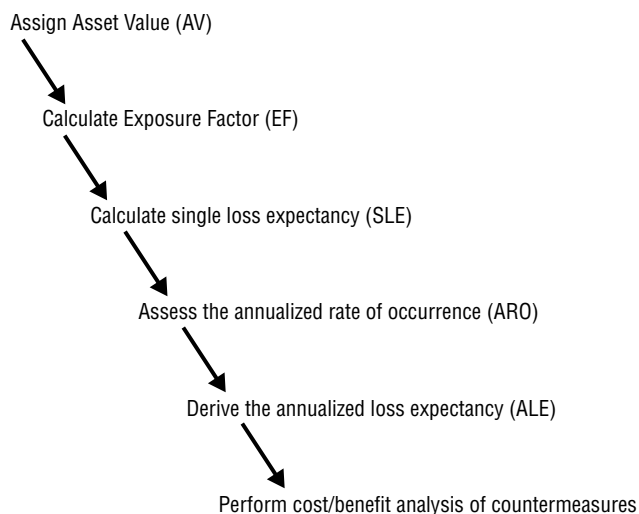 Assign Asset Value (AV)
Calculate Exposure Factor (EF)
Calculate single loss expectancy (SLE)
Assess the annualized rate of occurrence (ARO)
Derive the annualized loss expectancy (ALE)
Perform cost/benefit analysis of countermeasures